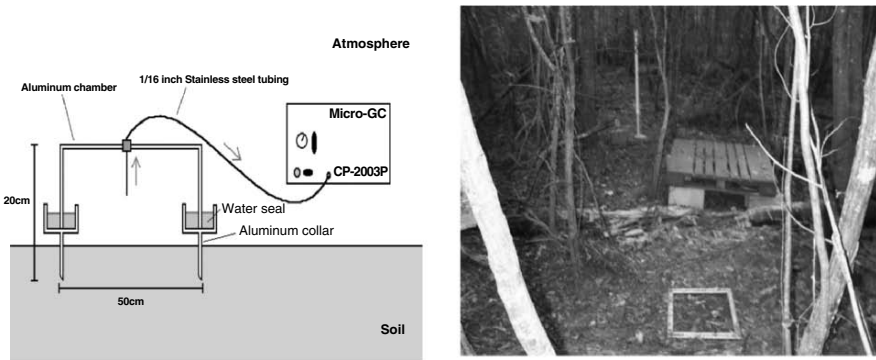 Atmosphere
1/16 inch Stainless steel tubing
Aluminum chamber
Micro-GC
CP-2003P
20cm
Water seal
Aluminum collar
50cm
Soil